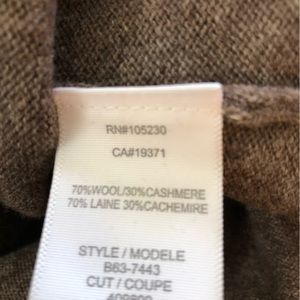 RN#105230
CA#19371
70%WOOL/30%CASHMERE
70% LAINE 30%CACHEMIRE
STYLE / MODELE
B63-7443
CUT / COUPE